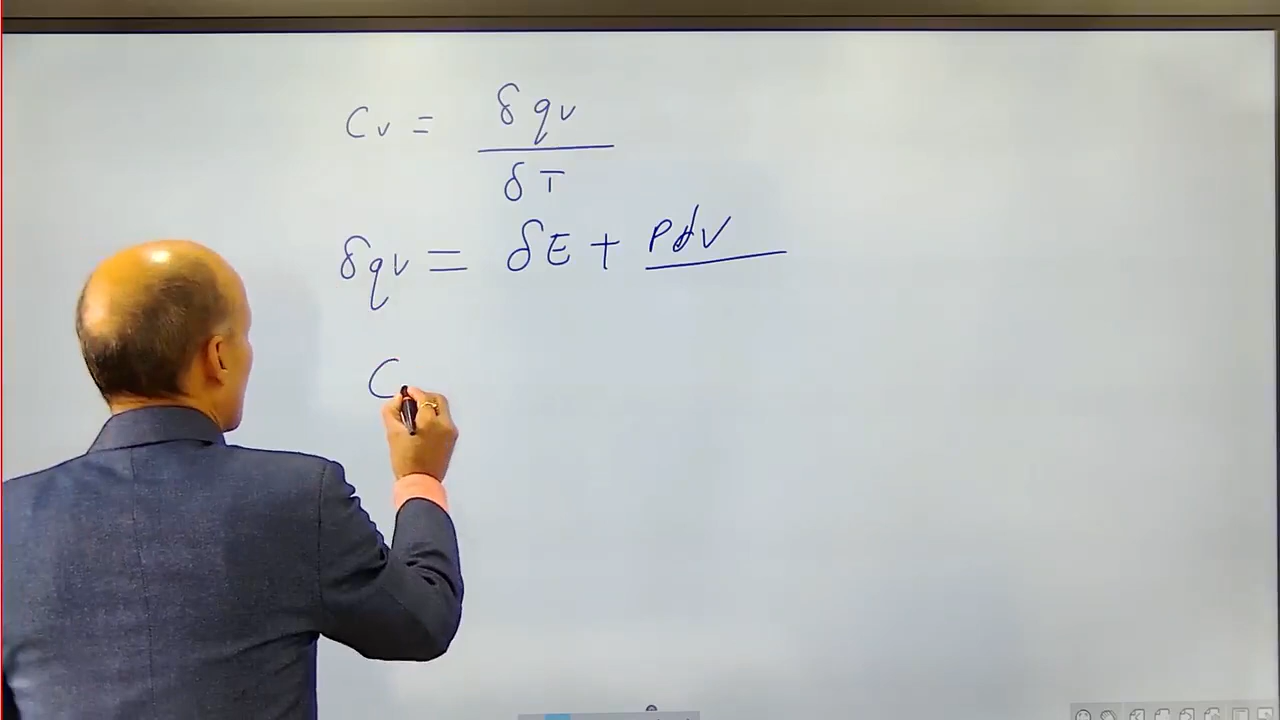 Cv = δqv / δT
δqv = δE + Pdv
C